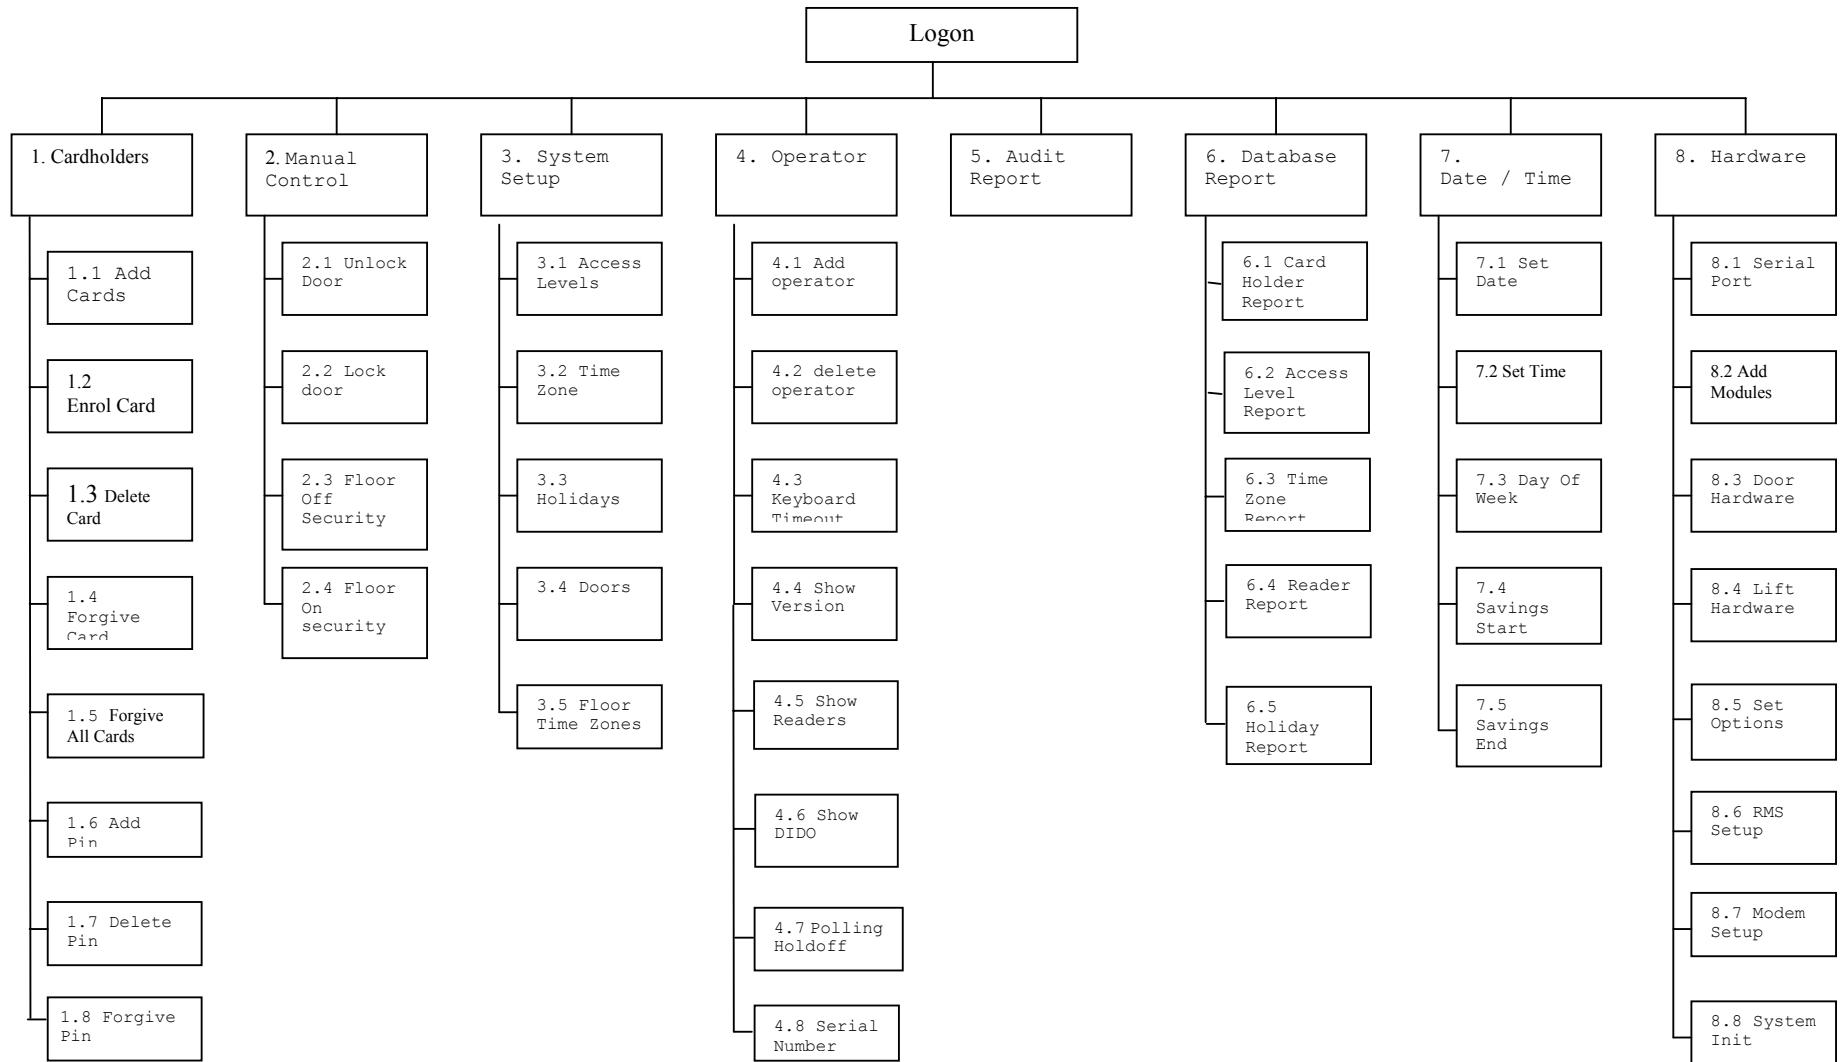 Logon
1. Cardholders
2. Manual
Control
3. System
Setup
4. Operator
5. Audit
Report
6. Database
Report
7.
Date / Time
8. Hardware
1.1 Add
Cards
1.2
Enrol Card
1.3 Delete
Card
1.4
Forgive
Card
1.5 Forgive
All Cards
1.6 Add
Pin
1.7 Delete
Pin
1.8 Forgive
Pin
2.1 Unlock
Door
2.2 Lock
door
2.3 Floor
Off
Security
2.4 Floor
On
security
3.1 Access
Levels
3.2 Time
Zone
3.3
Holidays
3.4 Doors
3.5 Floor
Time Zones
4.1 Add
operator
4.2 delete
operator
4.3
Keyboard
Timeout
4.4 Show
Version
4.5 Show
Readers
4.6 Show
DIDO
4.7 Polling
Holdoff
4.8 Serial
Number
6.1 Card
Holder
Report
6.2 Access
Level
Report
6.3 Time
Zone
Report
6.4 Reader
Report
6.5
Holiday
Report
7.1 Set
Date
7.2 Set Time
7.3 Day Of
Week
7.4
Savings
Start
7.5
Savings
End
8.1 Serial
Port
8.2 Add
Modules
8.3 Door
Hardware
8.4 Lift
Hardware
8.5 Set
Options
8.6 RMS
Setup
8.7 Modem
Setup
8.8 System
Init